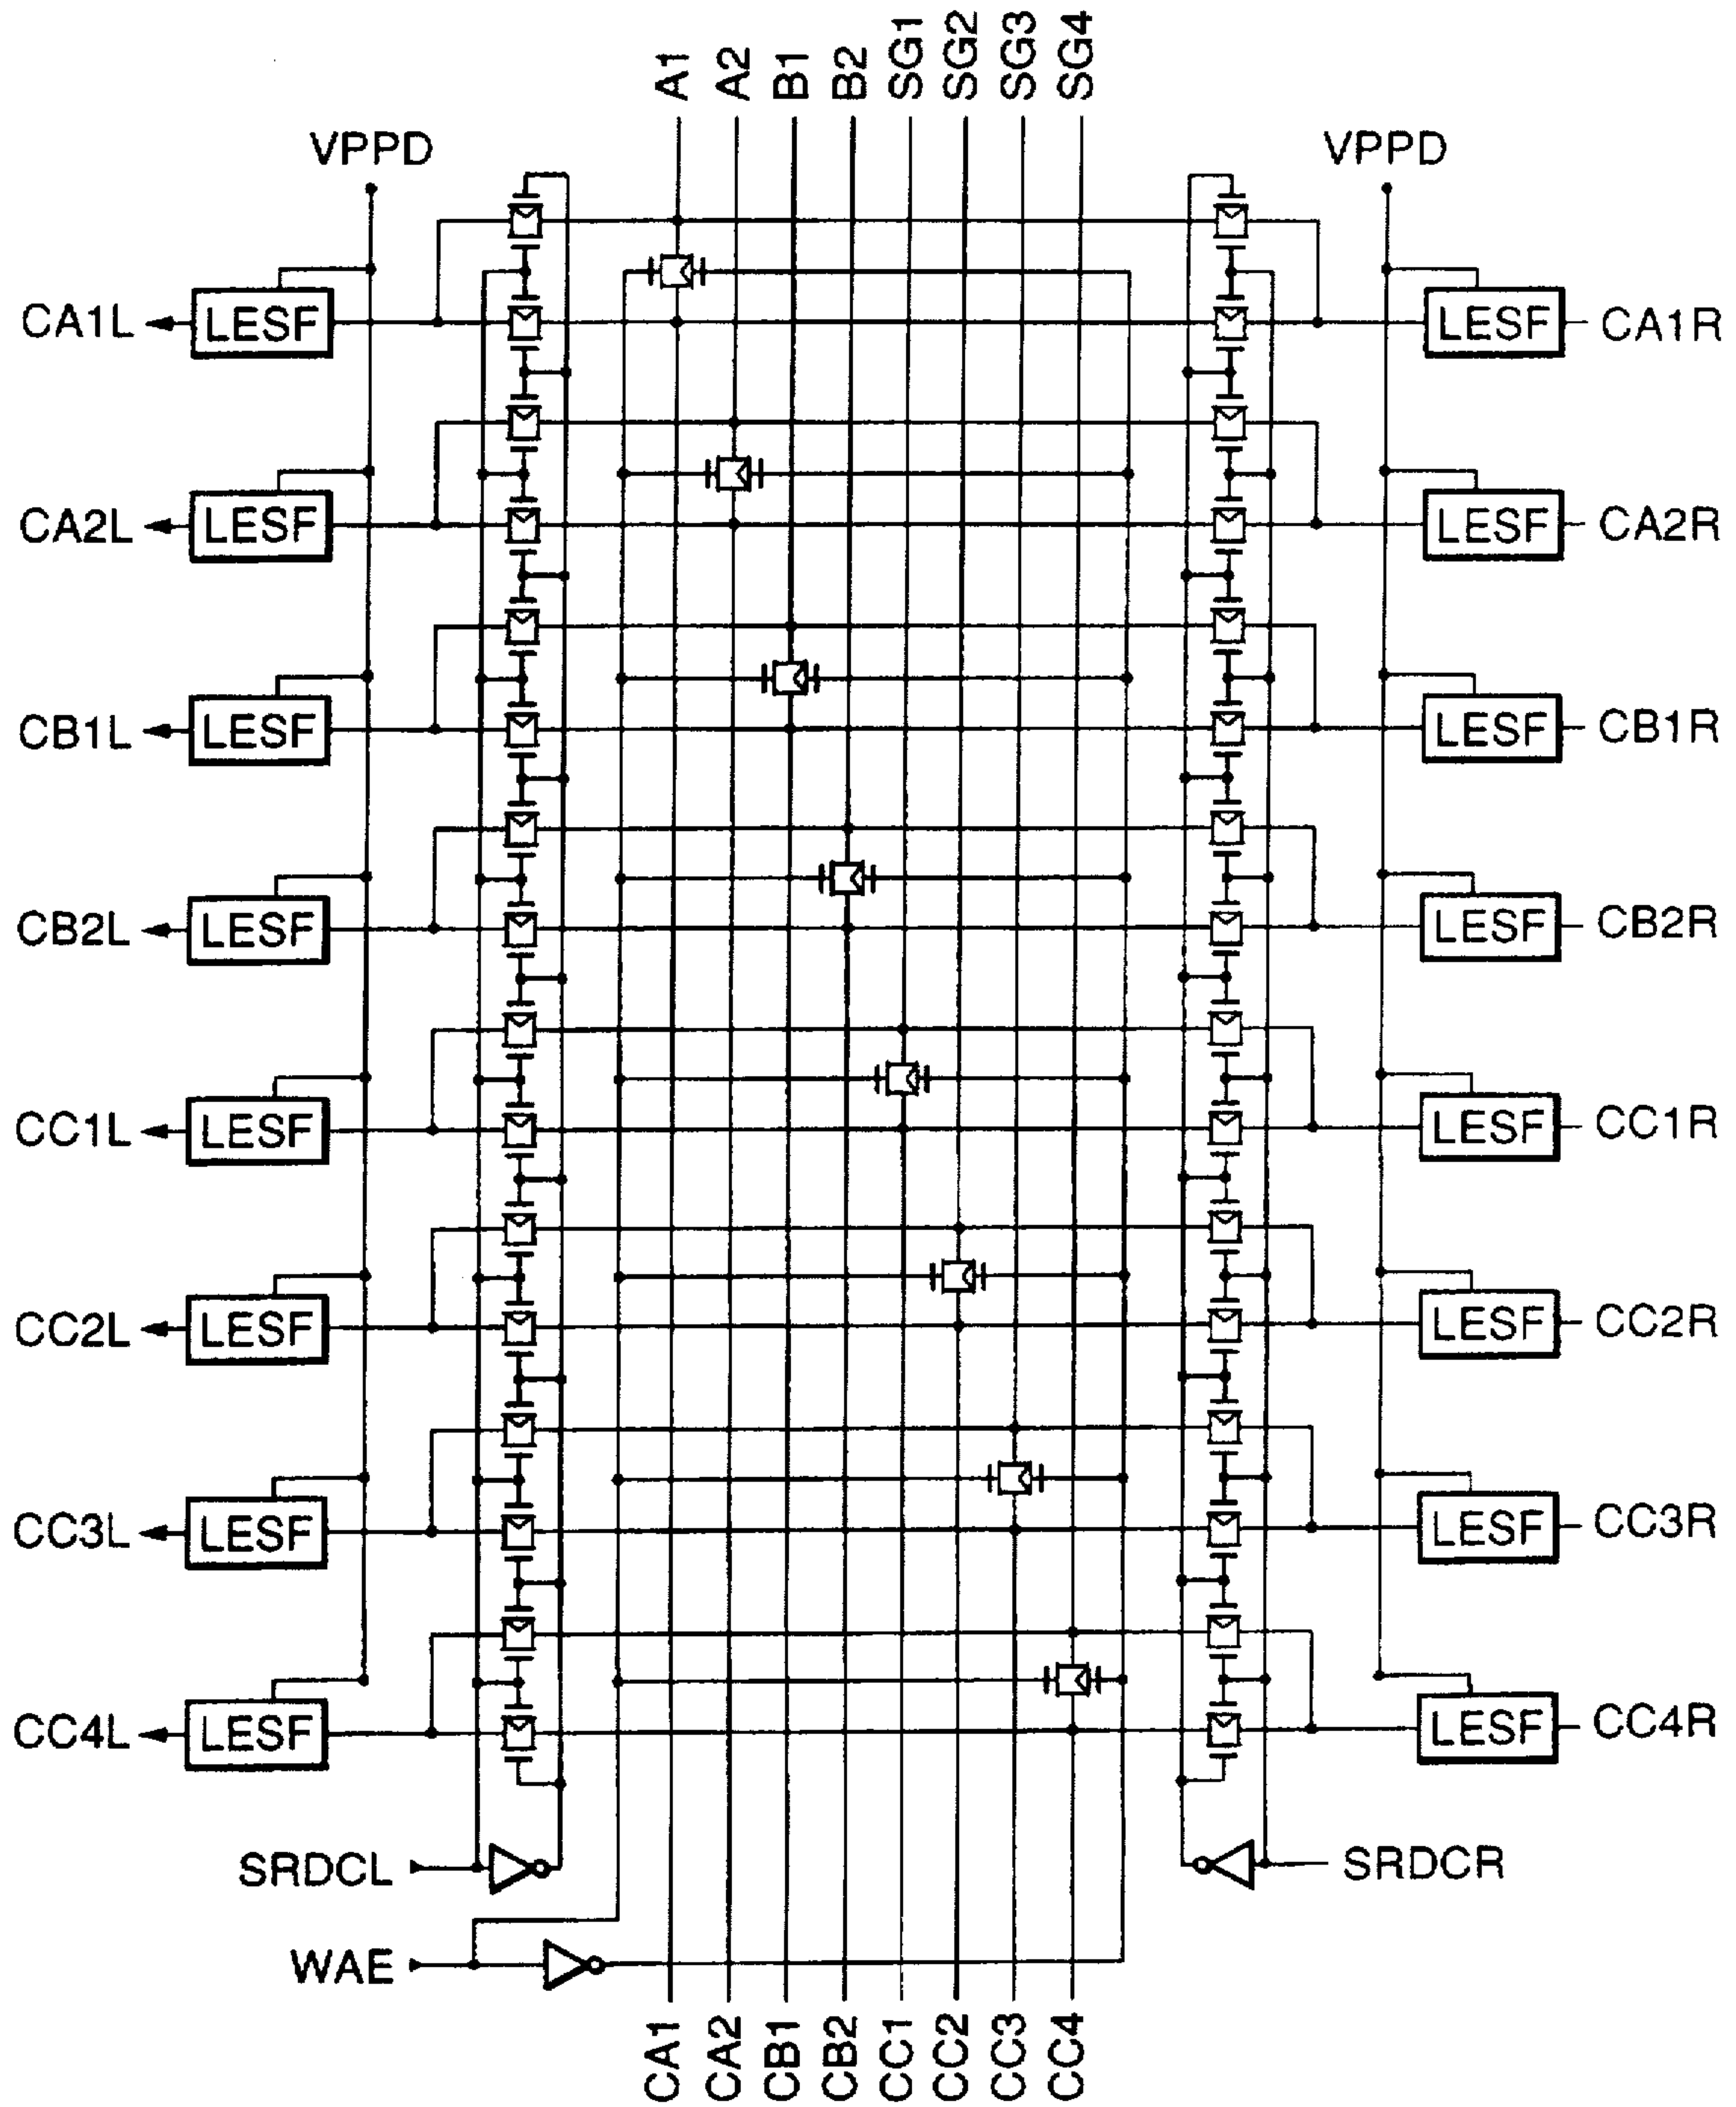 A1 A2 B1 B2 SG1 SG2 SG3 SG4
VPPD VPPD
CA1L LESF LESF CA1R
CA2L LESF LESF CA2R
CB1L LESF LESF CB1R
CB2L LESF LESF CB2R
CC1L LESF LESF CC1R
CC2L LESF LESF CC2R
CC3L LESF LESF CC3R
CC4L LESF LESF CC4R
SRDCL SRDCR
WAE
CA1 CA2 CB1 CB2 CC1 CC2 CC3 CC4